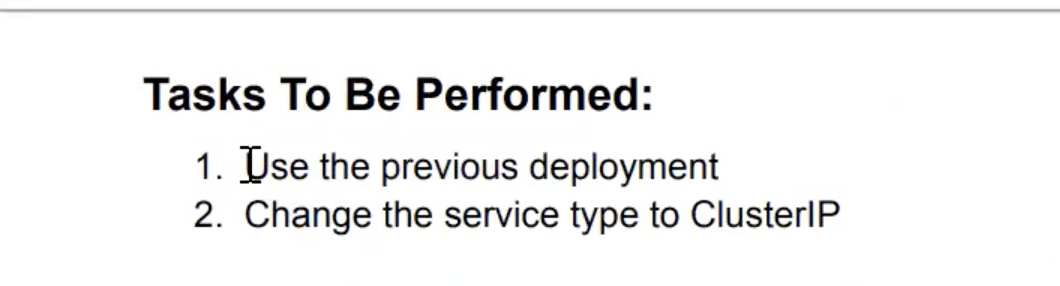 Tasks To Be Performed:
1. Use the previous deployment
2. Change the service type to ClusterIP